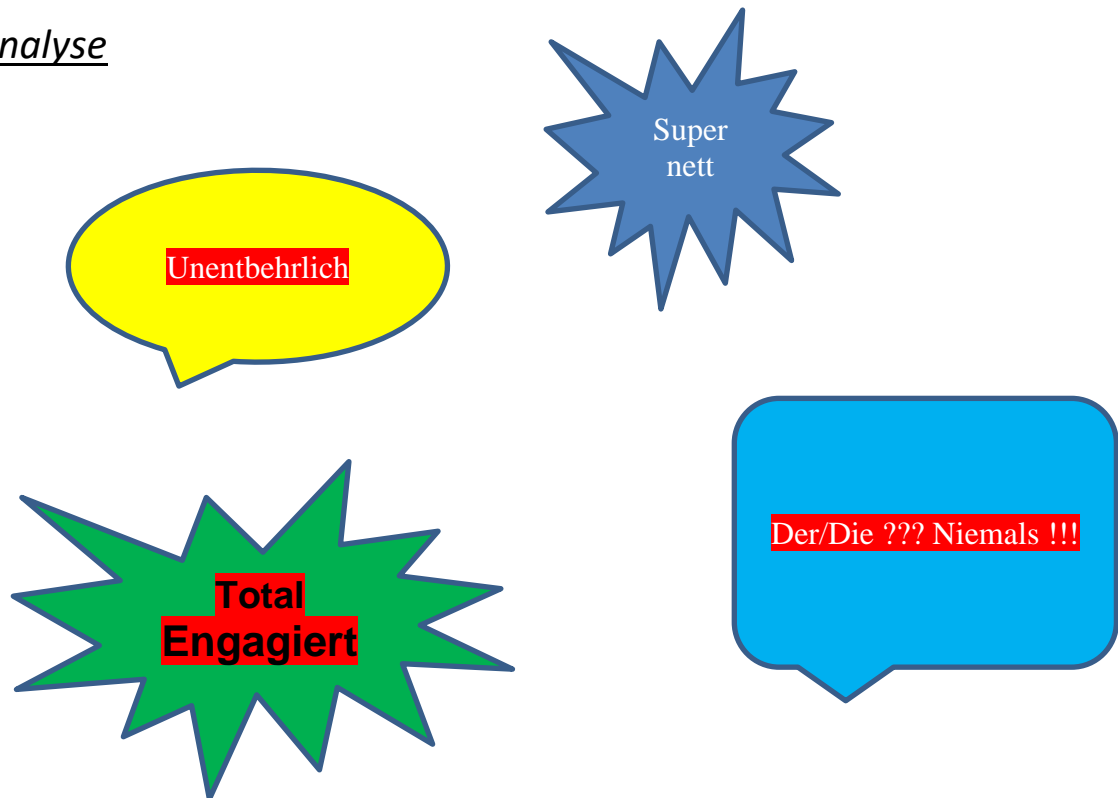 nalyse
Super
nett
Unentbehrlich
Der/Die ??? Niemals !!!
Total
Engagiert